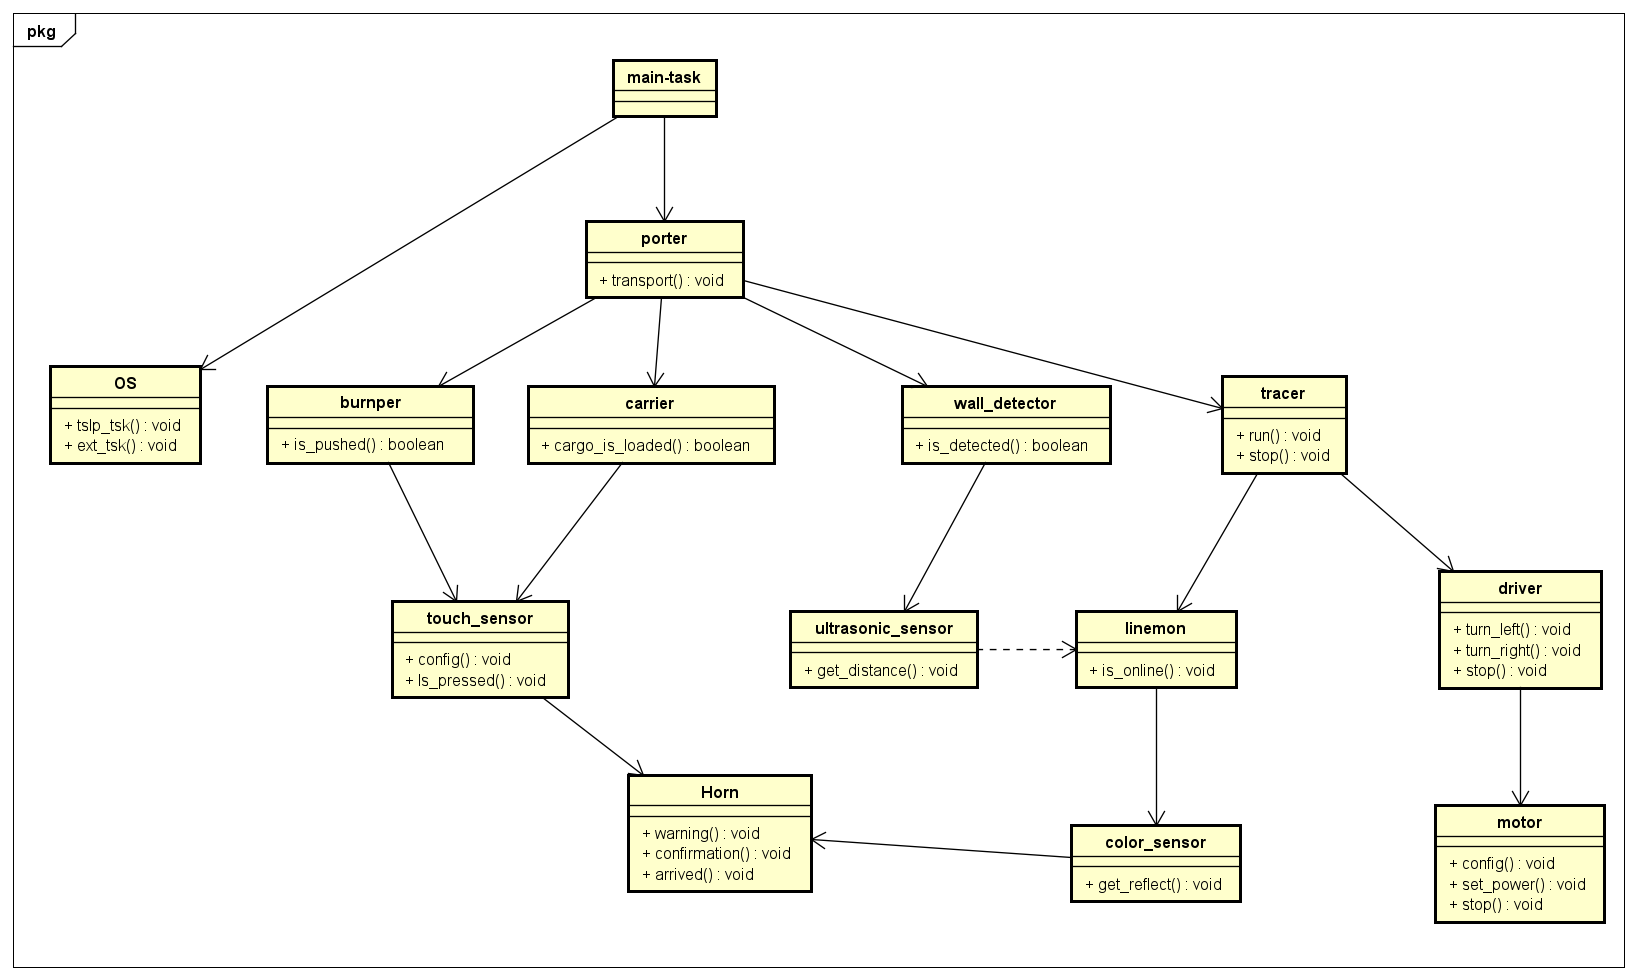 pkg
main-task
porter
+ transport() : void
OS
+ tslp_tsk() : void
+ ext_tsk() : void
burnper
+ is_pushed() : boolean
carrier
+ cargo_is_loaded() : boolean
wall_detector
+ is_detected() : boolean
tracer
+ run() : void
+ stop() : void
touch_sensor
+ config() : void
+ Is_pressed() : void
ultrasonic_sensor
+ get_distance() : void
linemon
+ is_online() : void
driver
+ turn_left() : void
+ turn_right() : void
+ stop() : void
Horn
+ warning() : void
+ confirmation() : void
+ arrived() : void
color_sensor
+ get_reflect() : void
motor
+ config() : void
+ set_power() : void
+ stop() : void